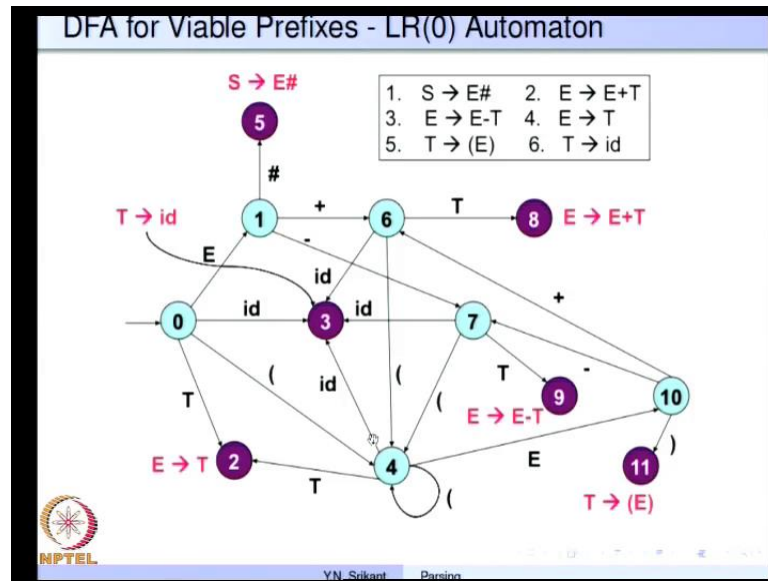 DFA for Viable Prefixes - LR(0) Automaton
S → E#
1. S → E# 2. E → E+T
3. E → E-T 4. E → T
5. T → (E) 6. T → id
5
#
T → id
1
+
6
T
8
E → E+T
-
E
id
+
0
id
3
id
7
(
id
(
(
T
-
T
9
10
E → E-T
E → T
2
T
4
(
E
11
)
T → (E)
NPTEL
Y.N. Srikant Parsing